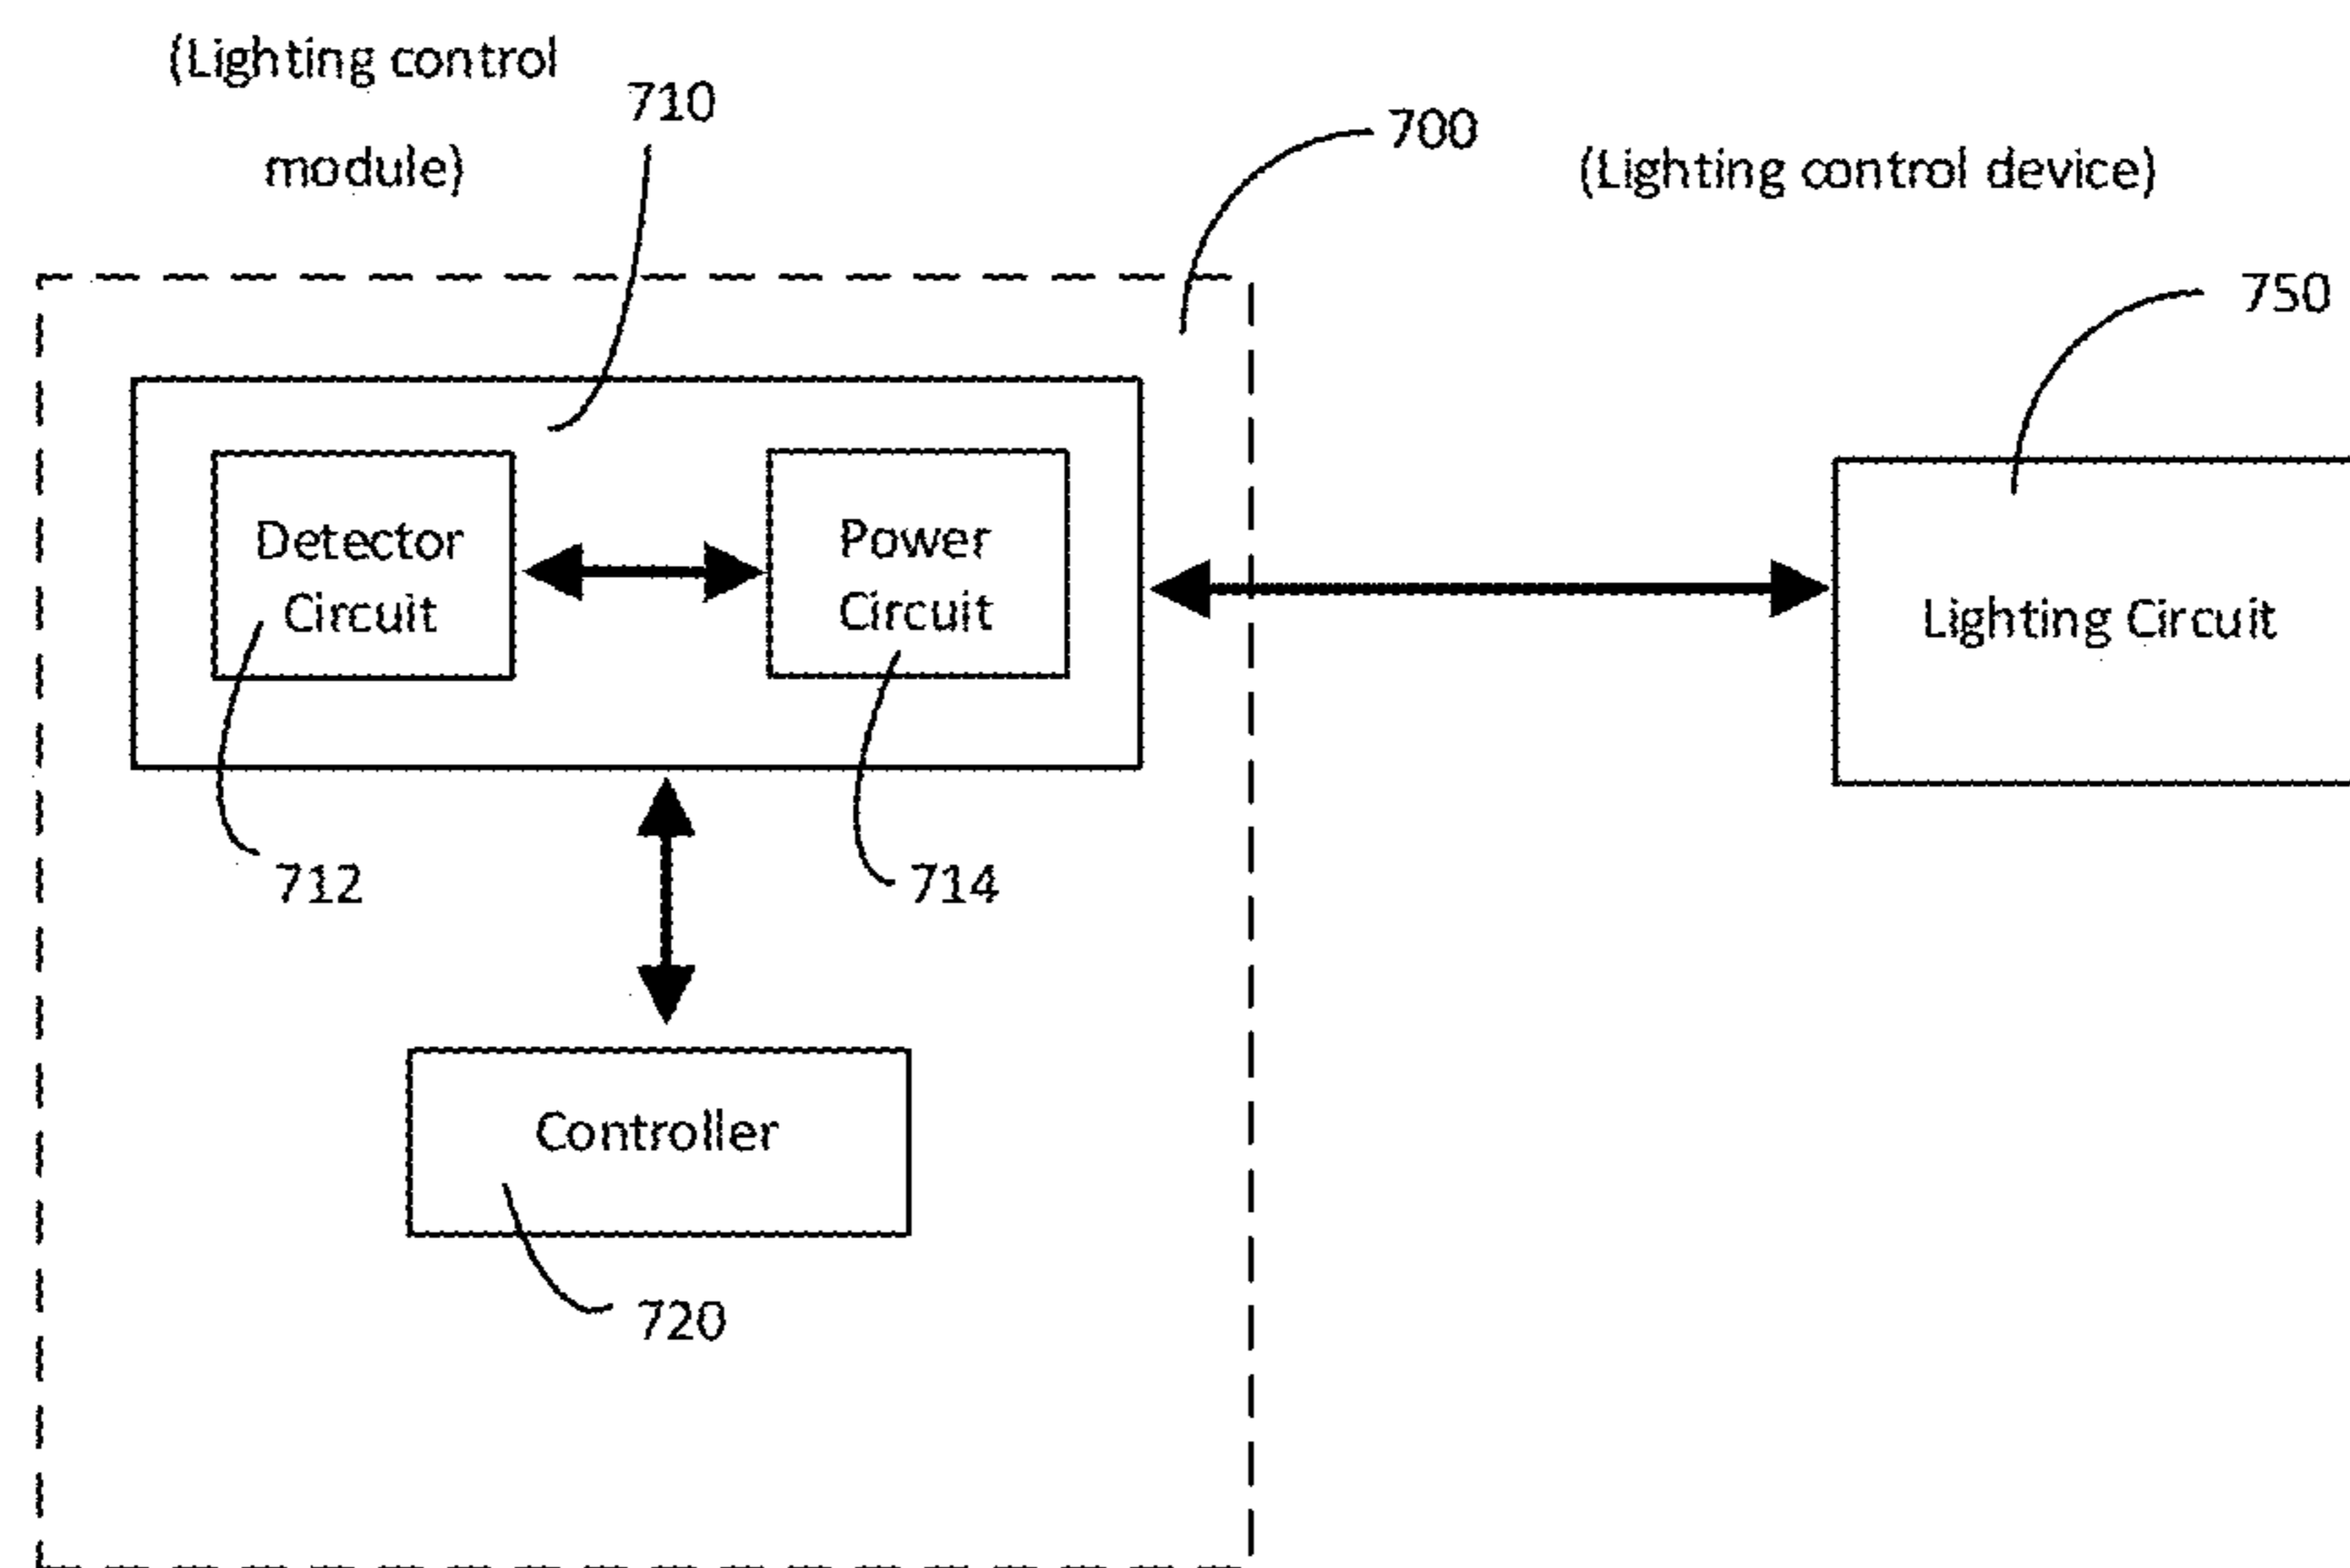 (Lighting control
module)
710
700
(Lighting control device)
750
Detector
Circuit
Power
Circuit
Lighting Circuit
712
714
Controller
720